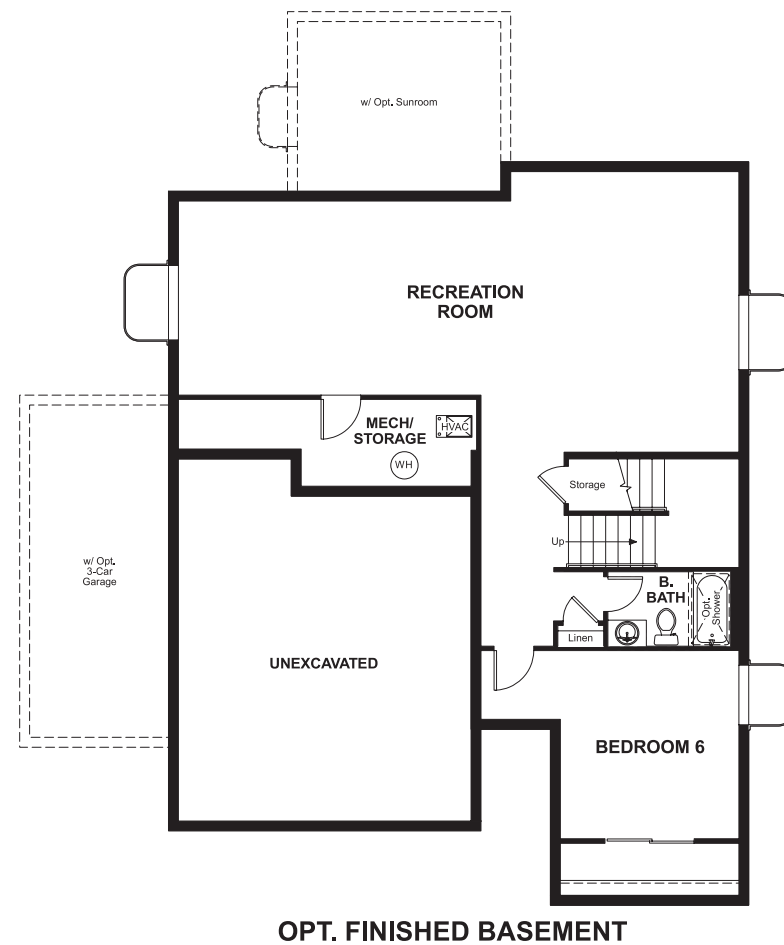 w/ Opt. Sunroom
RECREATION
ROOM
MECH/
STORAGE
HVAC
WH
Storage
Up
w/ Opt.
3-Car
Garage
B.
BATH
Opt.
Shower
Linen
UNEXCAVATED
BEDROOM 6
OPT. FINISHED BASEMENT